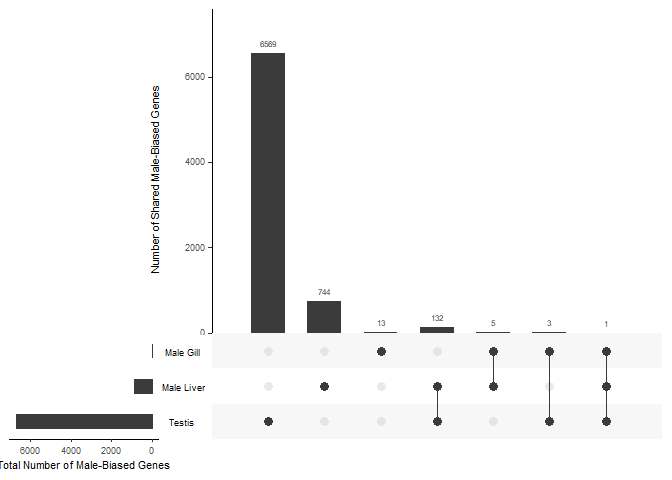 6569
6000
4000
2000
0
Number of Shared Male-Biased Genes
744
13
132
5
3
1
Male Gill
Male Liver
Testis
6000 4000 2000 0
Total Number of Male-Biased Genes